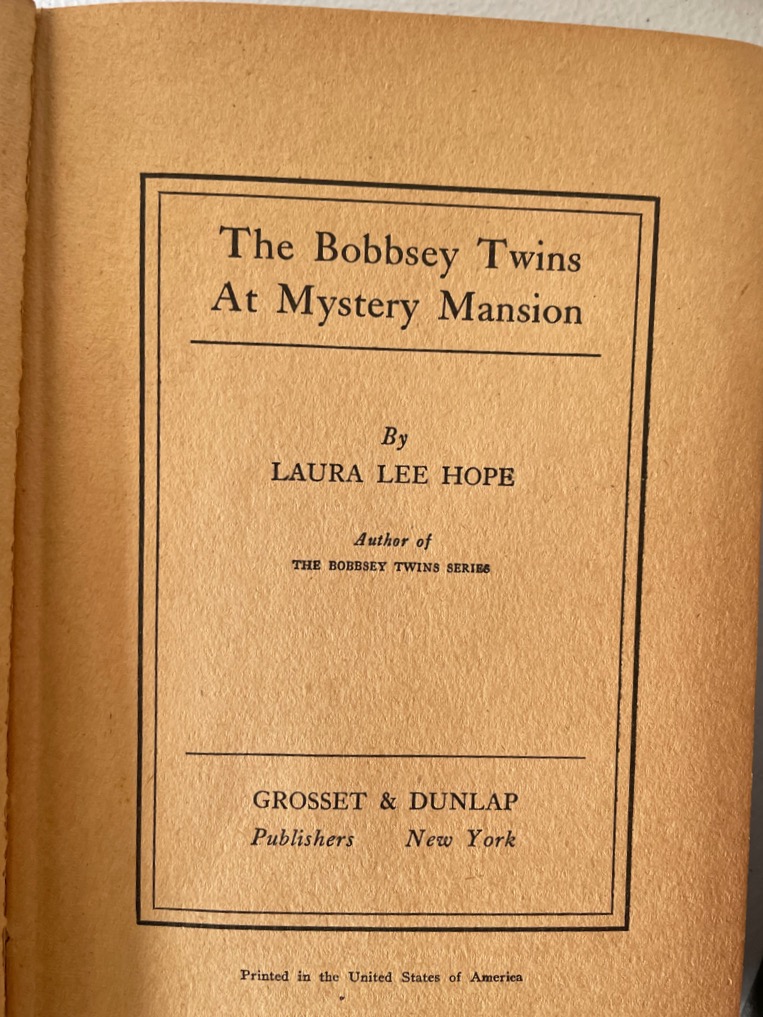 The Bobbsey Twins
At Mystery Mansion
By
LAURA LEE HOPE
Author of
THE BOBBSEY TWINS SERIES
GROSSET & DUNLAP
Publishers New York
Printed in the United States of America